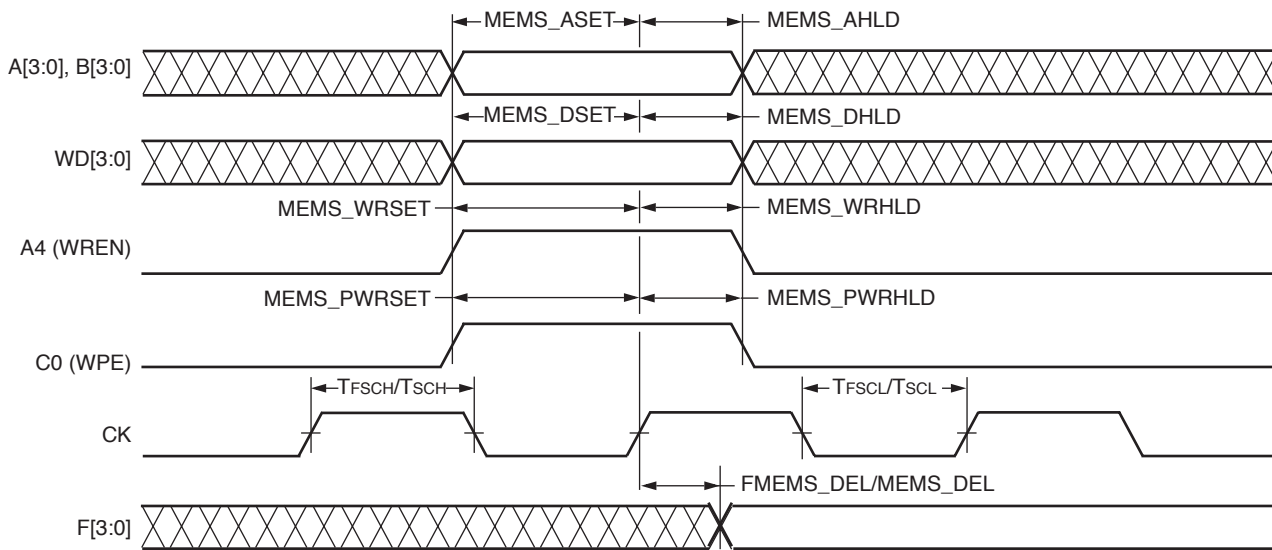 MEMS_ASET MEMS_AHLD
A[3:0], B[3:0]
MEMS_DSET MEMS_DHLD
WD[3:0]
MEMS_WRSET MEMS_WRHLD
A4 (WREN)
MEMS_PWRSET MEMS_PWRHLD
C0 (WPE)
TFSCH/TSCH TFSCL/TSCL
CK
FMEMS_DEL/MEMS_DEL
F[3:0]